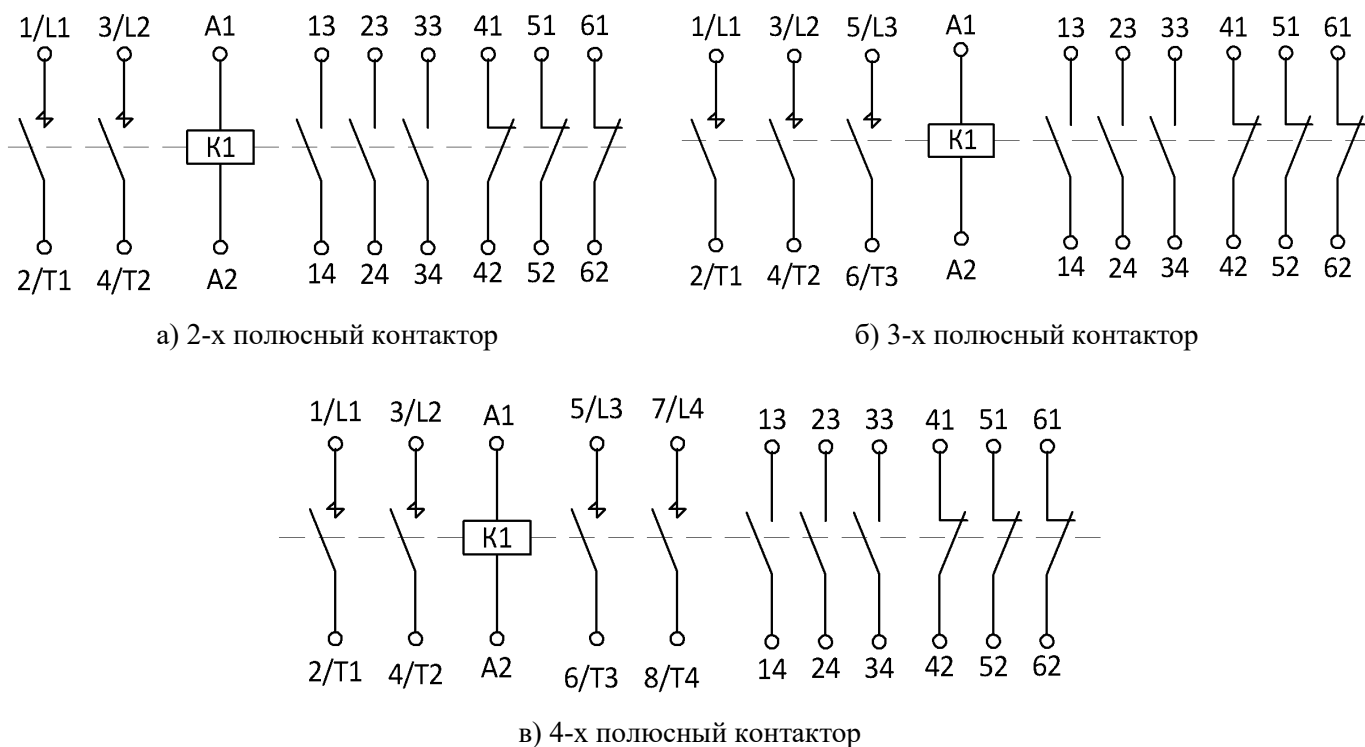 1/L1 3/L2 A1 13 23 33 41 51 61
K1
2/T1 4/T2 A2 14 24 34 42 52 62
а) 2-х полюсный контактор
1/L1 3/L2 5/L3 A1 13 23 33 41 51 61
K1
2/T1 4/T2 6/T3 A2 14 24 34 42 52 62
б) 3-х полюсный контактор
1/L1 3/L2 A1 5/L3 7/L4 13 23 33 41 51 61
K1
2/T1 4/T2 A2 6/T3 8/T4 14 24 34 42 52 62
в) 4-х полюсный контактор